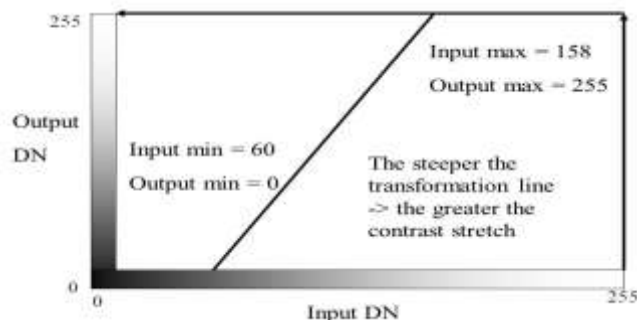 255
Input max = 158
Output max = 255
Output
DN
Input min = 60
Output min = 0
The steeper the
transformation line
-> the greater the
contrast stretch
0
0
255
Input DN